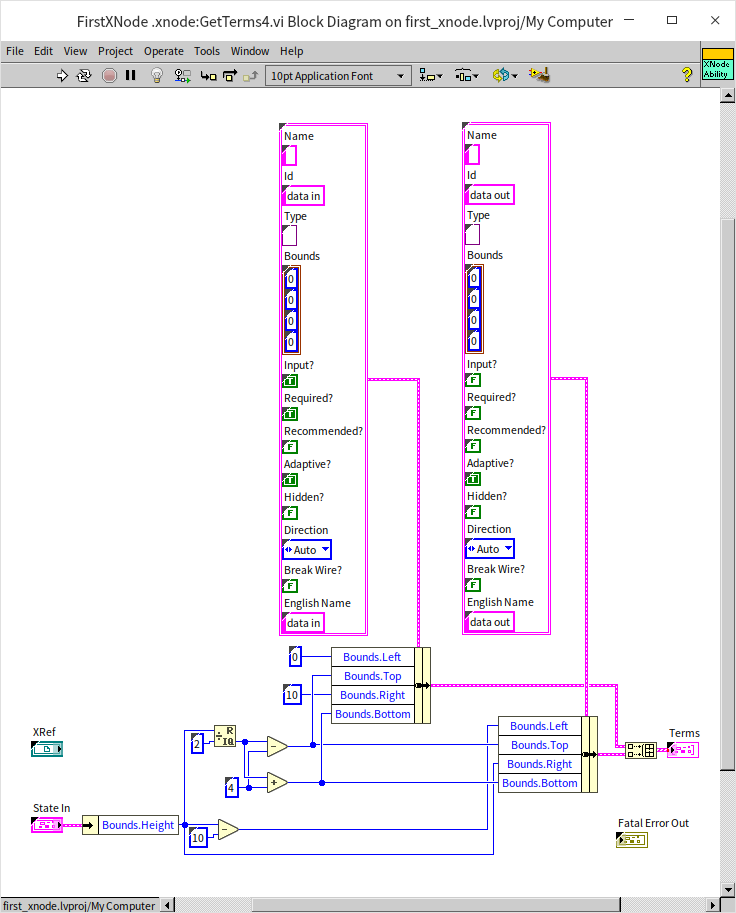 FirstXNode .xnode:GetTerms4.vi Block Diagram on first_xnode.lvproj/My Computer
File Edit View Project Operate Tools Window Help
10pt Application Font
?
XNode
Ability
Name
Id
data in
Type
Bounds
0
0
0
0
Input?
T
Required?
T
Recommended?
F
Adaptive?
T
Hidden?
F
Direction
Auto
Break Wire?
F
English Name
data in
Name
Id
data out
Type
Bounds
0
0
0
0
Input?
F
Required?
F
Recommended?
F
Adaptive?
T
Hidden?
F
Direction
Auto
Break Wire?
F
English Name
data out
0
10
Bounds.Left
Bounds.Top
Bounds.Right
Bounds.Bottom
Bounds.Left
Bounds.Top
Bounds.Right
Bounds.Bottom
2
÷ R
IQ
−
4
+
10
−
XRef
State In
Bounds.Height
Terms
Fatal Error Out
first_xnode.lvproj/My Computer